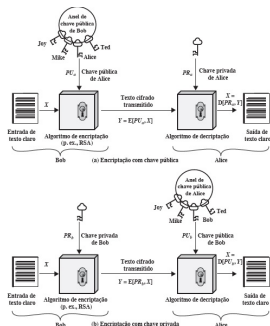 Anel de
chave pública
de Bob
Joy
Ted
Mike
Alice
PUa
Chave pública
de Alice
PRa
Chave privada
de Alice
X
Texto cifrado
transmitido
Y = E[PUa, X]
X =
D[PRa, Y]
Entrada de
texto claro
Algoritmo de encriptação
(p. ex., RSA)
Algoritmo de decriptação
Saída de
texto claro
Bob
(a) Encriptação com chave pública
Alice
Anel de
chave pública
de Alice
Joy
Ted
Mike
Bob
Chave privada
de Bob
PUb
Chave pública
de Bob
X
Texto cifrado
transmitido
X =
Entrada de
texto claro
Algoritmo de encriptação
(p. ex., RSA)
Algoritmo de decriptação
Saída de
texto claro
Bob
(b) Encriptação com chave privada
Alice